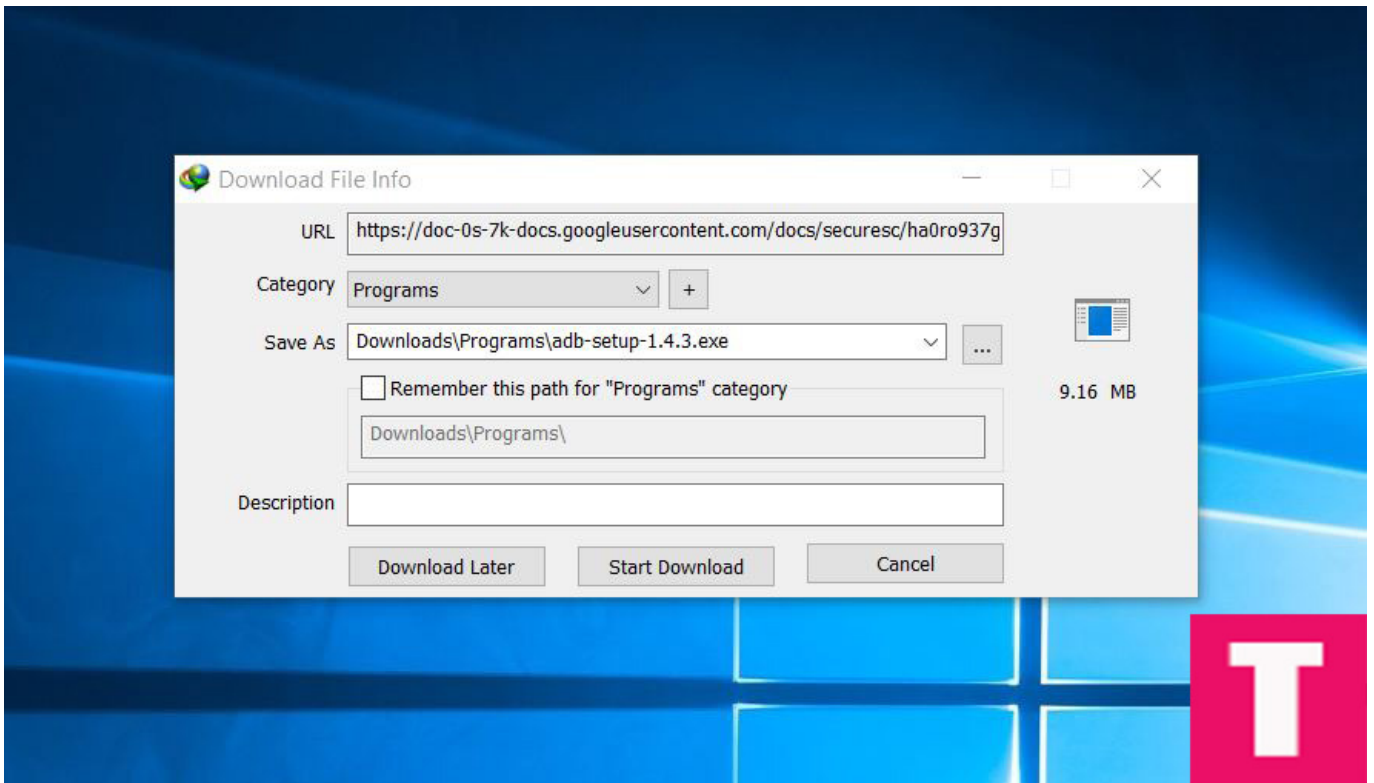 Download File Info
URL https://doc-0s-7k-docs.googleusercontent.com/docs/securesc/ha0ro937g
Category Programs +
Save As Downloads\Programs\adb-setup-1.4.3.exe ...
Remember this path for "Programs" category
9.16 MB
Downloads\Programs\
Description
Download Later Start Download Cancel
T